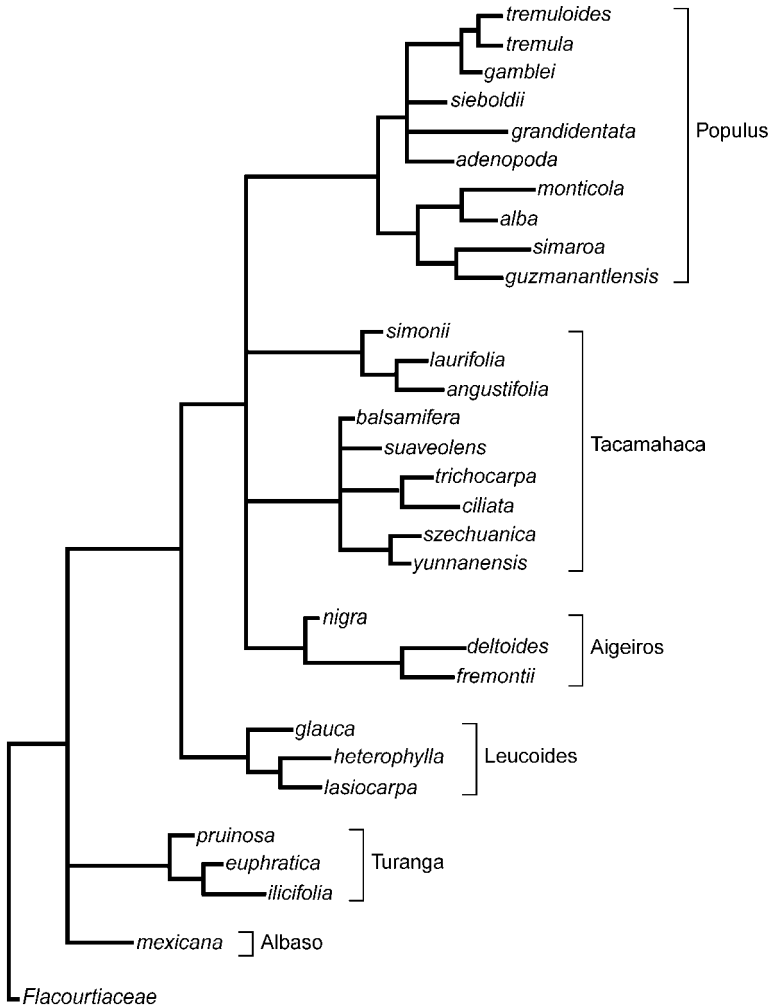 tremuloides
tremula
gamblei
sieboldii
grandidentata
Populus
adenopoda
monticola
alba
simaroa
guzmanantlensis
simonii
laurifolia
angustifolia
balsamifera
Tacamahaca
suaveolens
trichocarpa
ciliata
szechuanica
yunnanensis
nigra
deltoides
Aigeiros
fremontii
glauca
heterophylla
Leucoides
lasiocarpa
pruinosa
euphratica
Turanga
ilicifolia
mexicana
Albaso
Flacourtiaceae